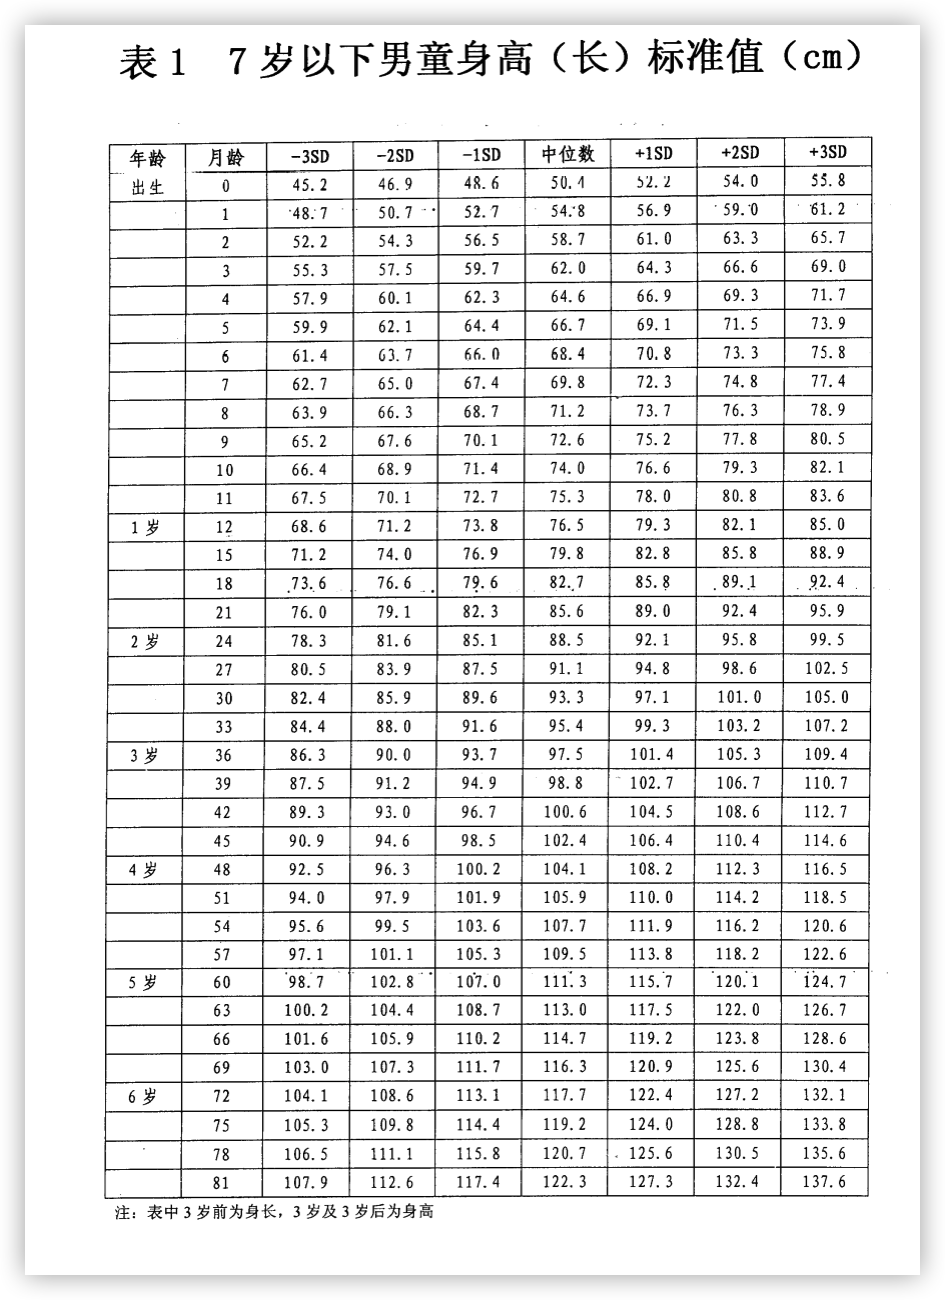 表1 7岁以下男童身高（长）标准值（cm）
年龄 月龄 -3SD -2SD -1SD 中位数 +1SD +2SD +3SD
出生 0 45.2 46.9 48.6 50.4 52.2 54.0 55.8
1 48.7 50.7 52.7 54.8 56.9 59.0 61.2
2 52.2 54.3 56.5 58.7 61.0 63.3 65.7
3 55.3 57.5 59.7 62.0 64.3 66.6 69.0
4 57.9 60.1 62.3 64.6 66.9 69.3 71.7
5 59.9 62.1 64.4 66.7 69.1 71.5 73.9
6 61.4 63.7 66.0 68.4 70.8 73.3 75.8
7 62.7 65.0 67.4 69.8 72.3 74.8 77.4
8 63.9 66.3 68.7 71.2 73.7 76.3 78.9
9 65.2 67.6 70.1 72.6 75.2 77.8 80.5
10 66.4 68.9 71.4 74.0 76.6 79.3 82.1
11 67.5 70.1 72.7 75.3 78.0 80.8 83.6
1岁 12 68.6 71.2 73.8 76.5 79.3 82.1 85.0
15 71.2 74.0 76.9 79.8 82.8 85.8 88.9
18 73.6 76.6 79.6 82.7 85.8 89.1 92.4
21 76.0 79.1 82.3 85.6 89.0 92.4 95.9
2岁 24 78.3 81.6 85.1 88.5 92.1 95.8 99.5
27 80.5 83.9 87.5 91.1 94.8 98.6 102.5
30 82.4 85.9 89.6 93.3 97.1 101.0 105.0
33 84.4 88.0 91.6 95.4 99.3 103.2 107.2
3岁 36 86.3 90.0 93.7 97.5 101.4 105.3 109.4
39 87.5 91.2 94.9 98.8 102.7 106.7 110.7
42 89.3 93.0 96.7 100.6 104.5 108.6 112.7
45 90.9 94.6 98.5 102.4 106.4 110.4 114.6
4岁 48 92.5 96.3 100.2 104.1 108.2 112.3 116.5
51 94.0 97.9 101.9 105.9 110.0 114.2 118.5
54 95.6 99.5 103.6 107.7 111.9 116.2 120.6
57 97.1 101.1 105.3 109.5 113.8 118.2 122.6
5岁 60 98.7 102.8 107.0 111.3 115.7 120.1 124.7
63 100.2 104.4 108.7 113.0 117.5 122.0 126.7
66 101.6 105.9 110.2 114.7 119.2 123.8 128.6
69 103.0 107.3 111.7 116.3 120.9 125.6 130.4
6岁 72 104.1 108.6 113.1 117.7 122.4 127.2 132.1
75 105.3 109.8 114.4 119.2 124.0 128.8 133.8
78 106.5 111.1 115.8 120.7 125.6 130.5 135.6
81 107.9 112.6 117.4 122.3 127.3 132.4 137.6
注：表中3岁前为身长，3岁及3岁后为身高